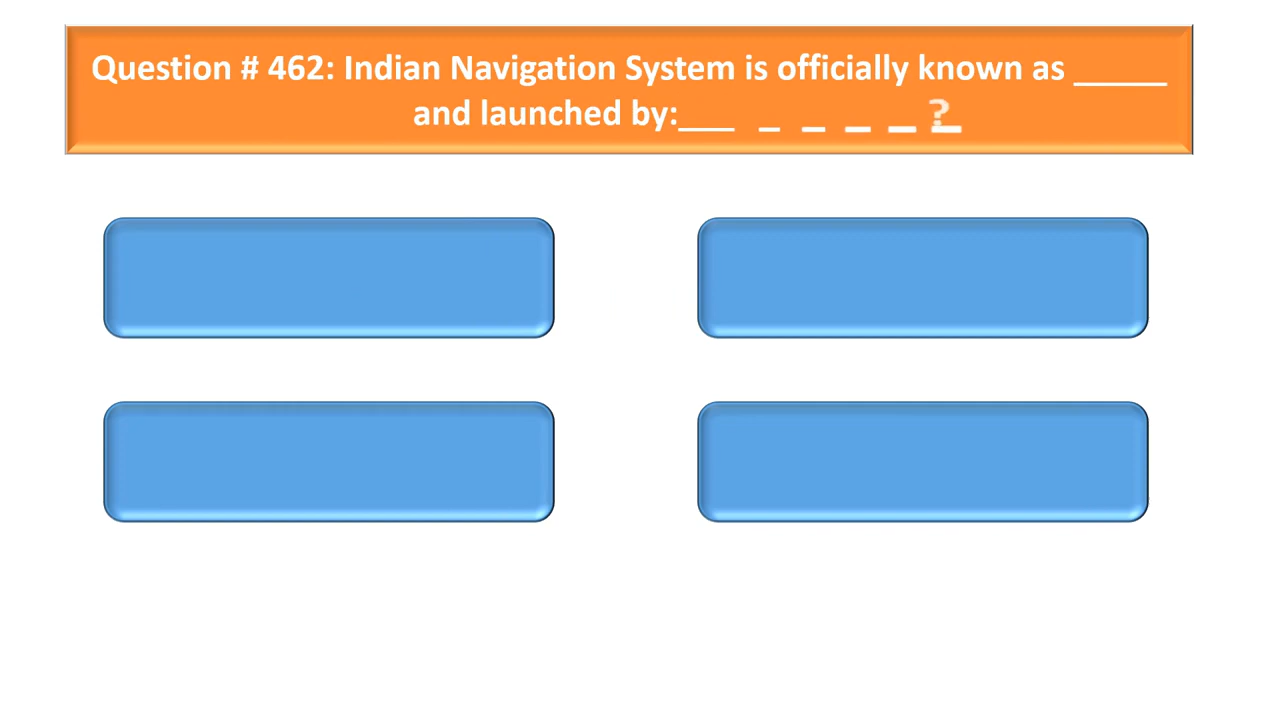 Question # 462: Indian Navigation System is officially known as _____
and launched by:___ _ _ _ _ _?